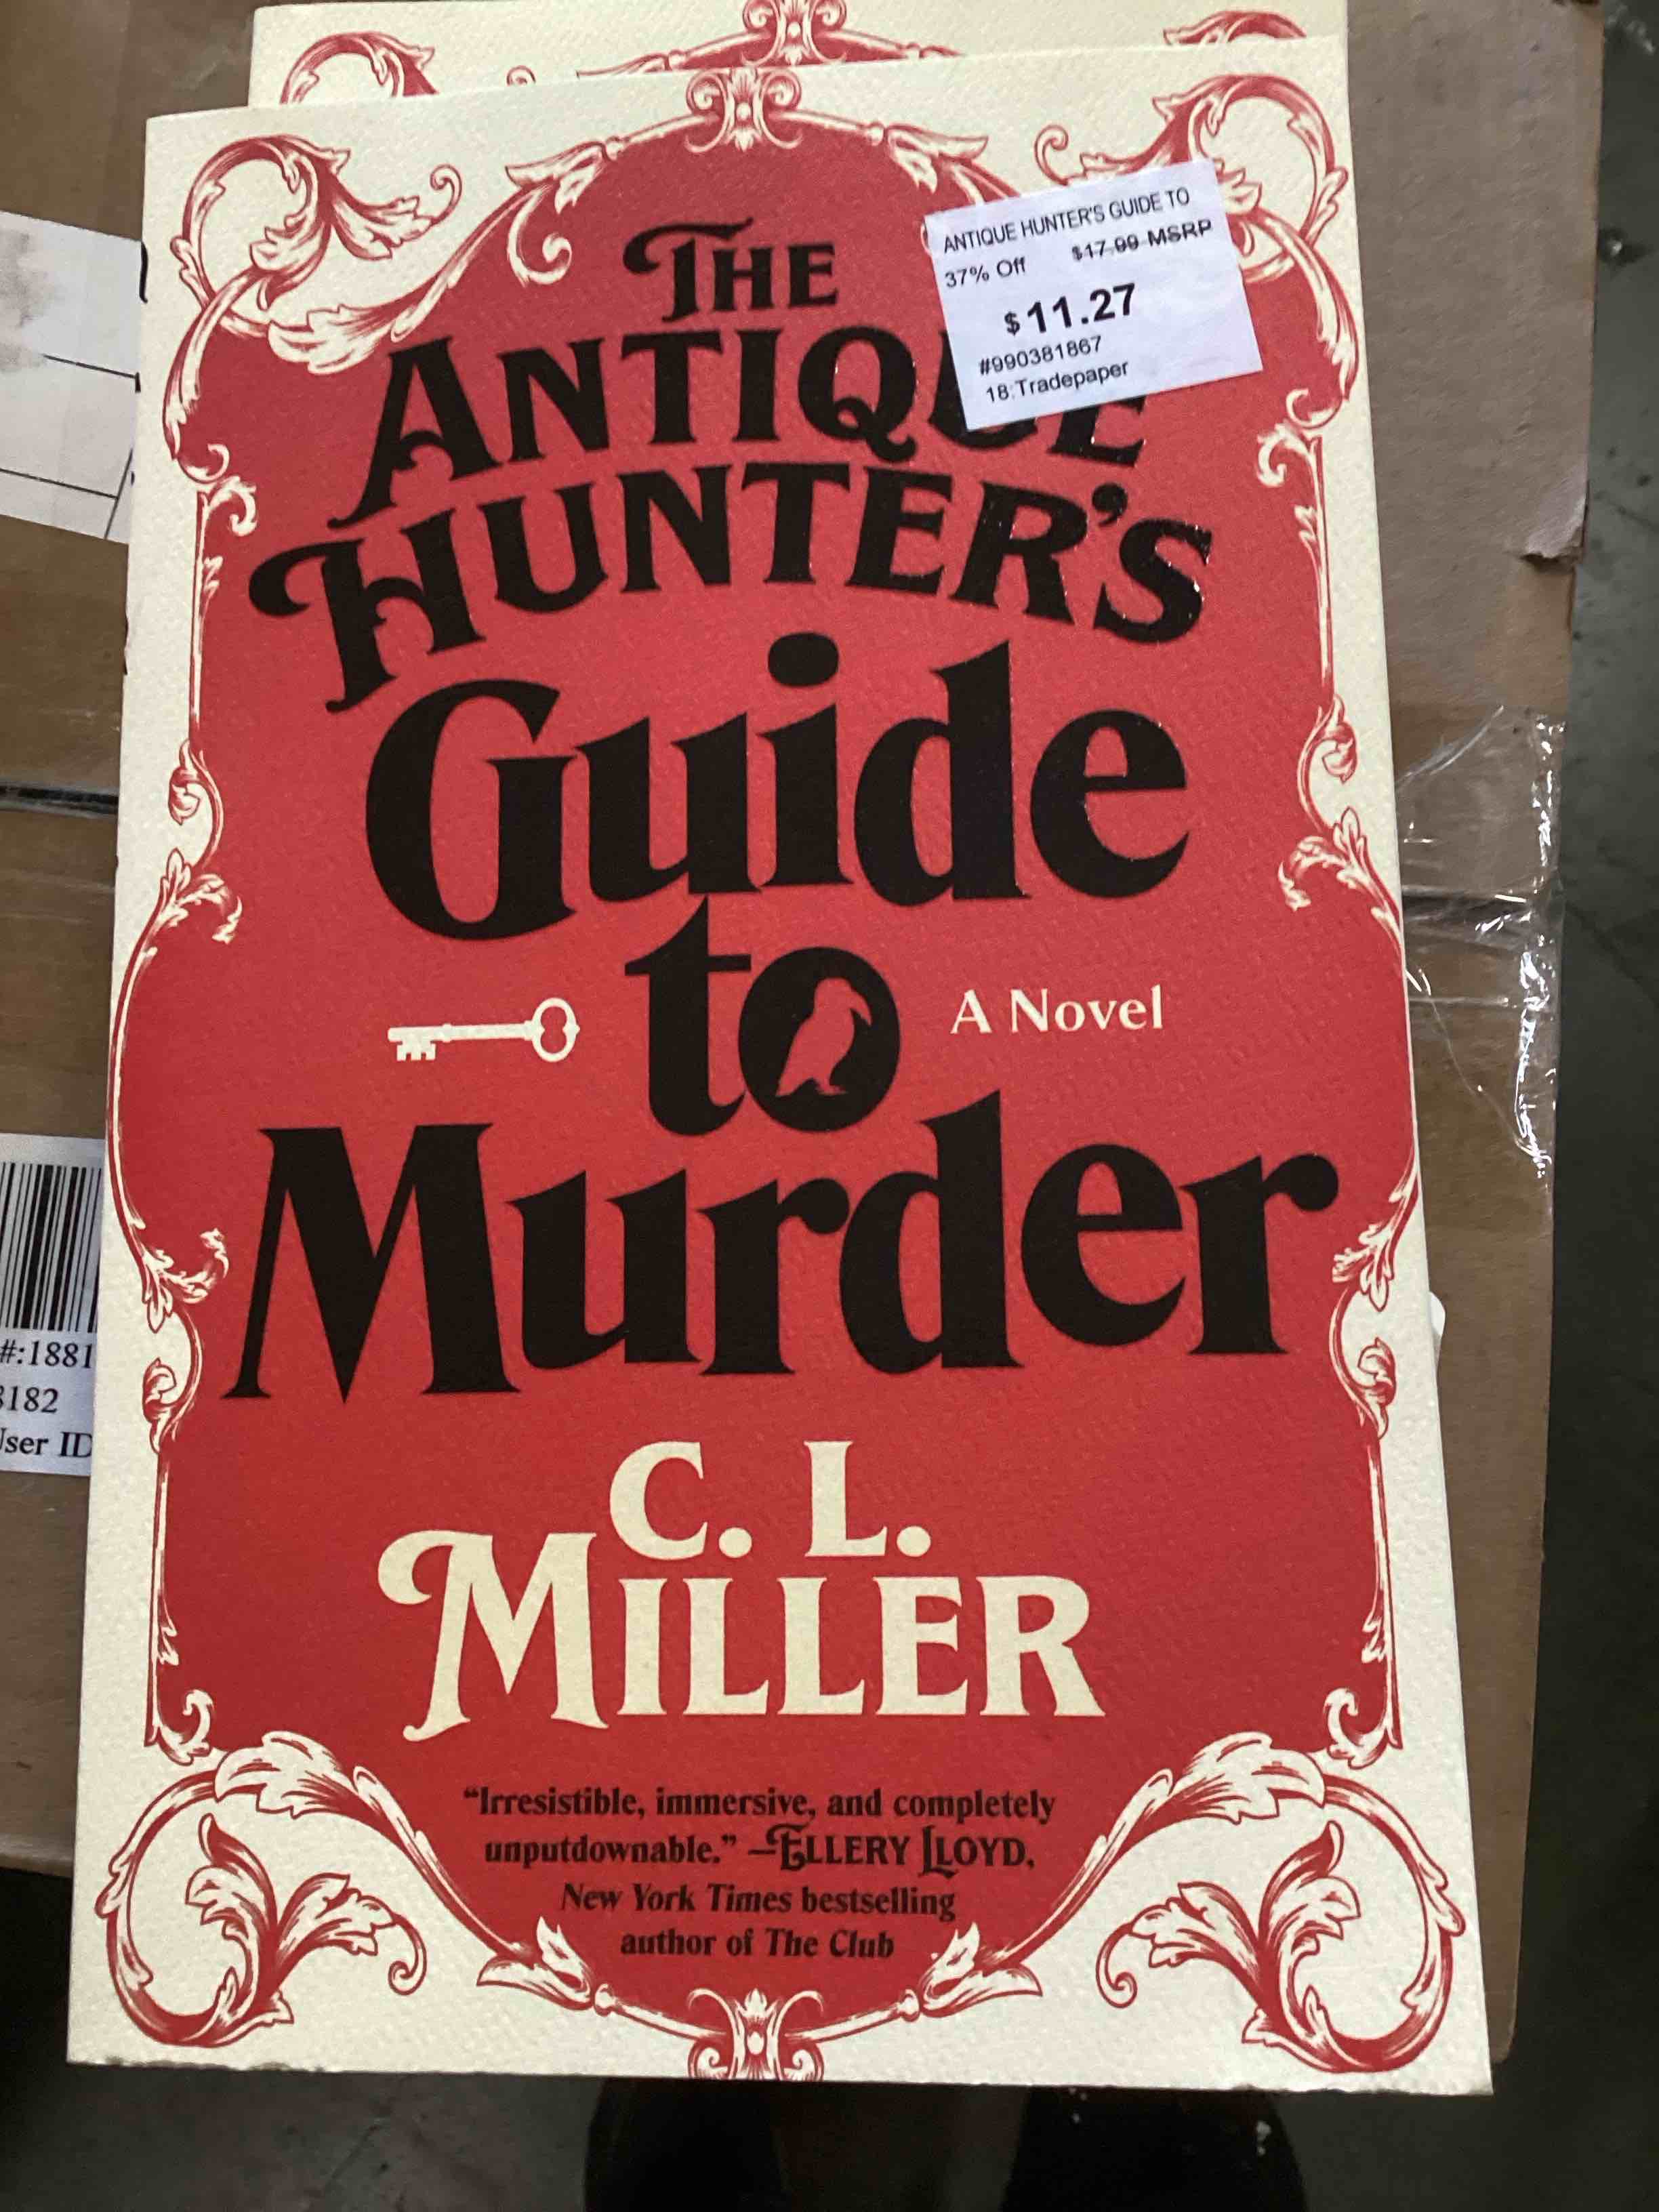 THE
ANTIQUE
HUNTER'S
Guide
to
A Novel
Murder
C. L.
MILLER
“Irresistible, immersive, and completely
unputdownable.” —ELLERY LLOYD,
New York Times bestselling
author of The Club
ANTIQUE HUNTER'S GUIDE TO
37% Off $17.99 MSRP
$11.27
#990381867
18:Tradepaper
#:1881
8182
User ID